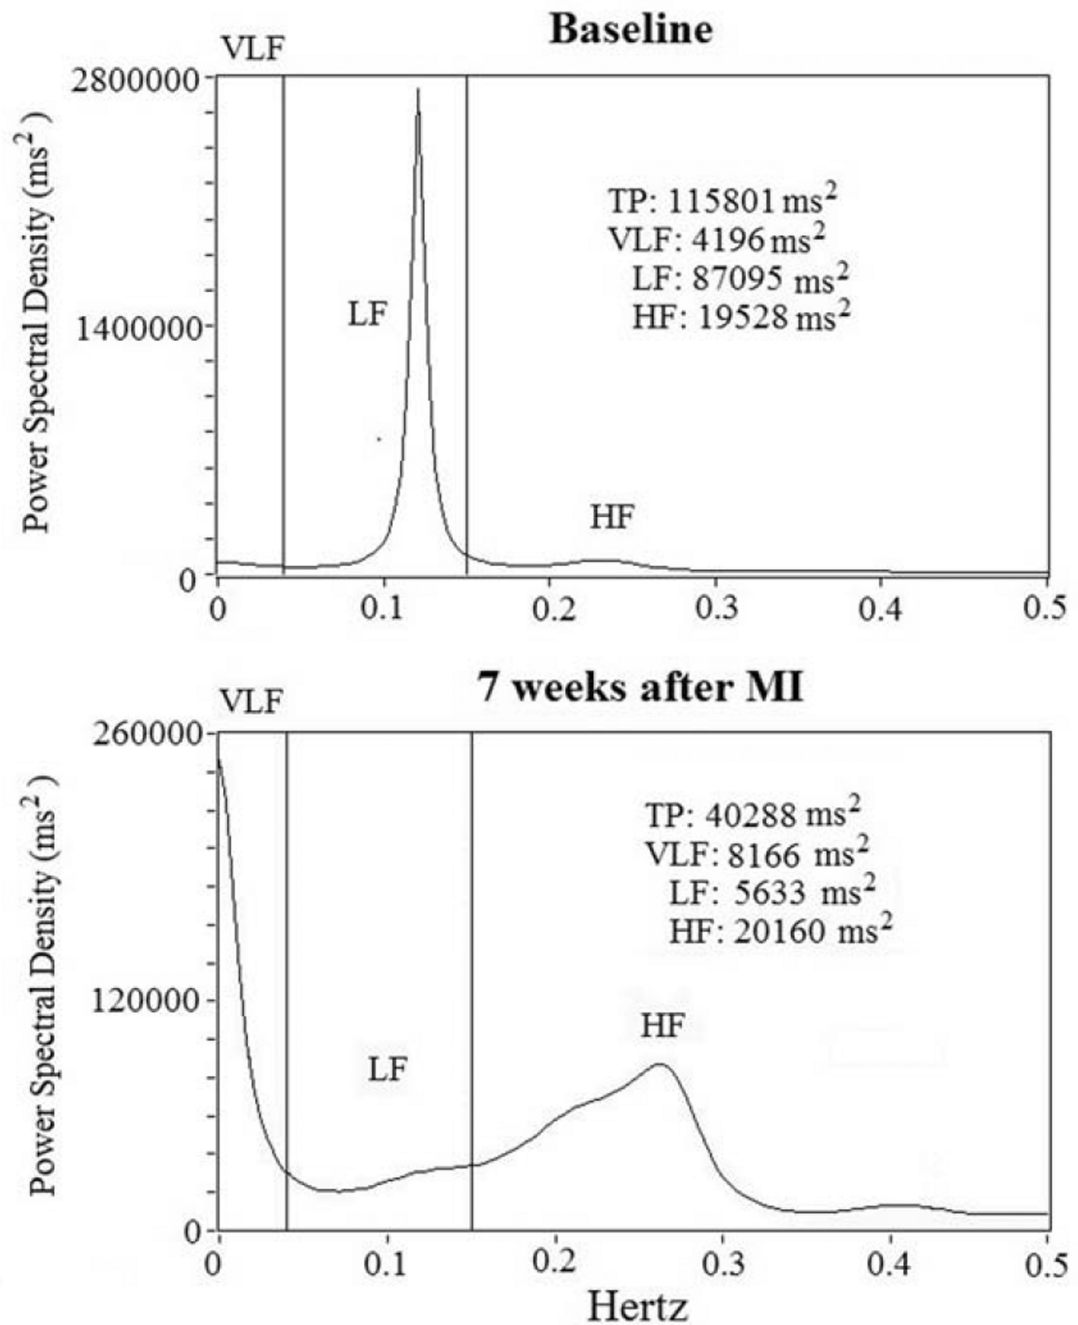 Baseline
VLF
2800000
Power Spectral Density (ms²)
TP: 115801 ms²
VLF: 4196 ms²
LF: 87095 ms²
HF: 19528 ms²
LF
1400000
HF
0
0 0.1 0.2 0.3 0.4 0.5
7 weeks after MI
VLF
260000
Power Spectral Density (ms²)
TP: 40288 ms²
VLF: 8166 ms²
LF: 5633 ms²
HF: 20160 ms²
120000
HF
LF
0
0 0.1 0.2 0.3 0.4 0.5
Hertz